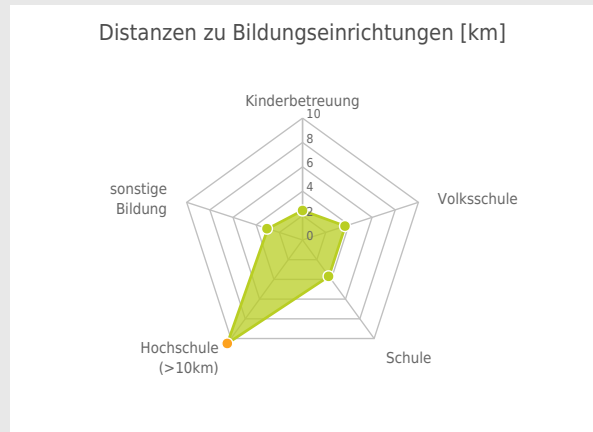 Distanzen zu Bildungseinrichtungen [km]
Kinderbetreuung
10
8
6
4
2
0
Volksschule
sonstige
Bildung
Hochschule
(>10km)
Schule